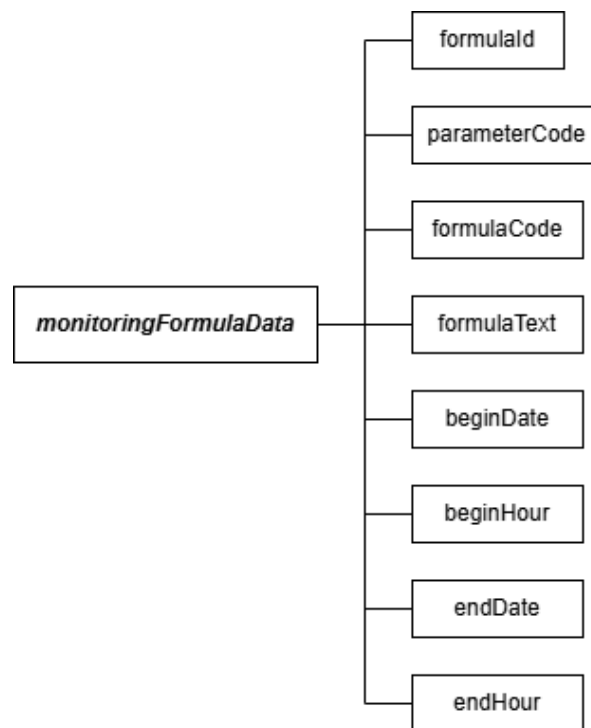 formulaId
parameterCode
formulaCode
monitoringFormulaData
formulaText
beginDate
beginHour
endDate
endHour